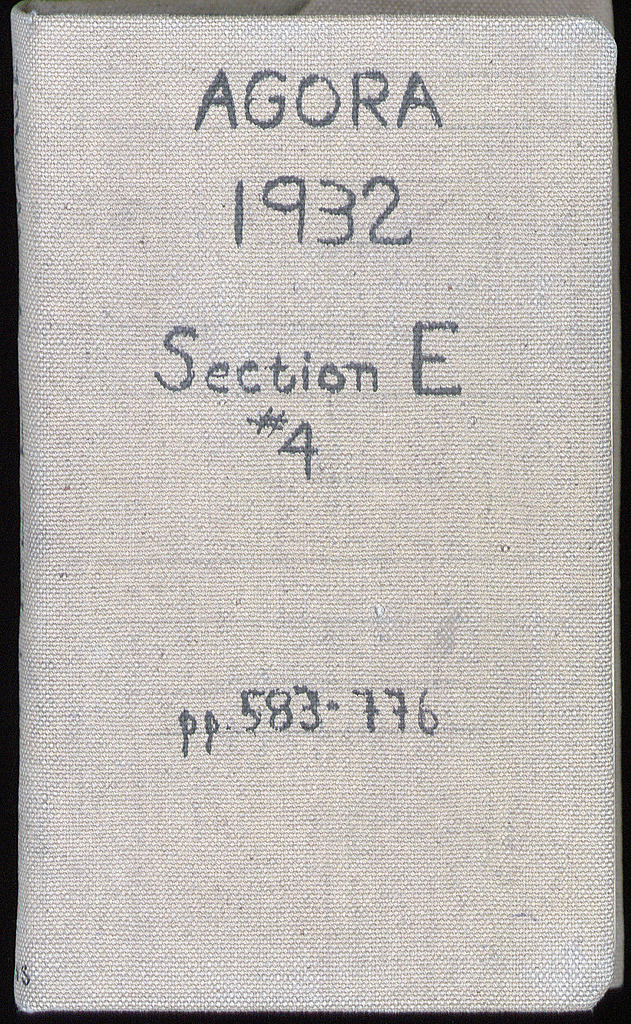 AGORA
1932
Section E
#4
pp. 583-776